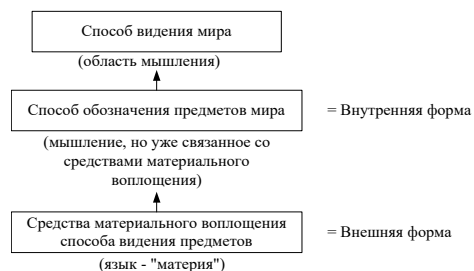 Способ видения мира
(область мышления)
Способ обозначения предметов мира = Внутренняя форма
(мышление, но уже связанное со
средствами материального
воплощения)
Средства материального воплощения
способа видения предметов = Внешняя форма
(язык - "материя")